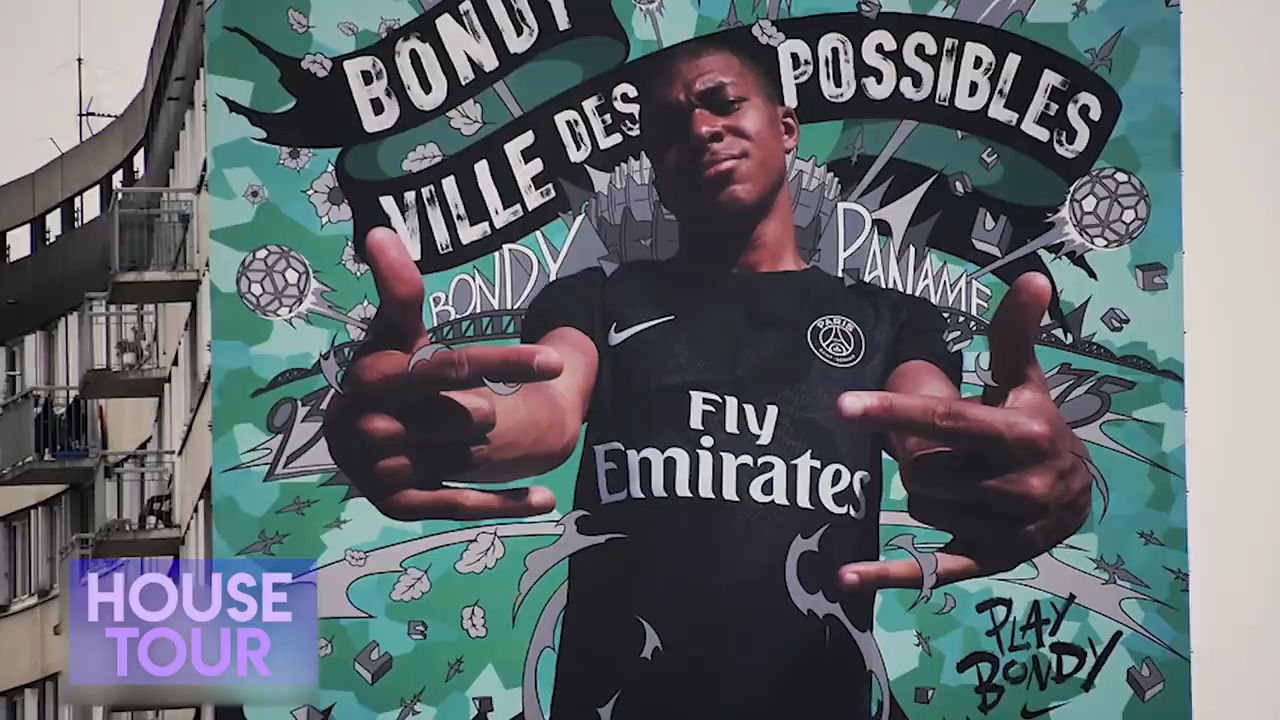 BONDY
VILLE DES
POSSIBLES
BONDY
PANAME
PARIS
Fly
Emirates
PLAY
BONDY
HOUSE
TOUR